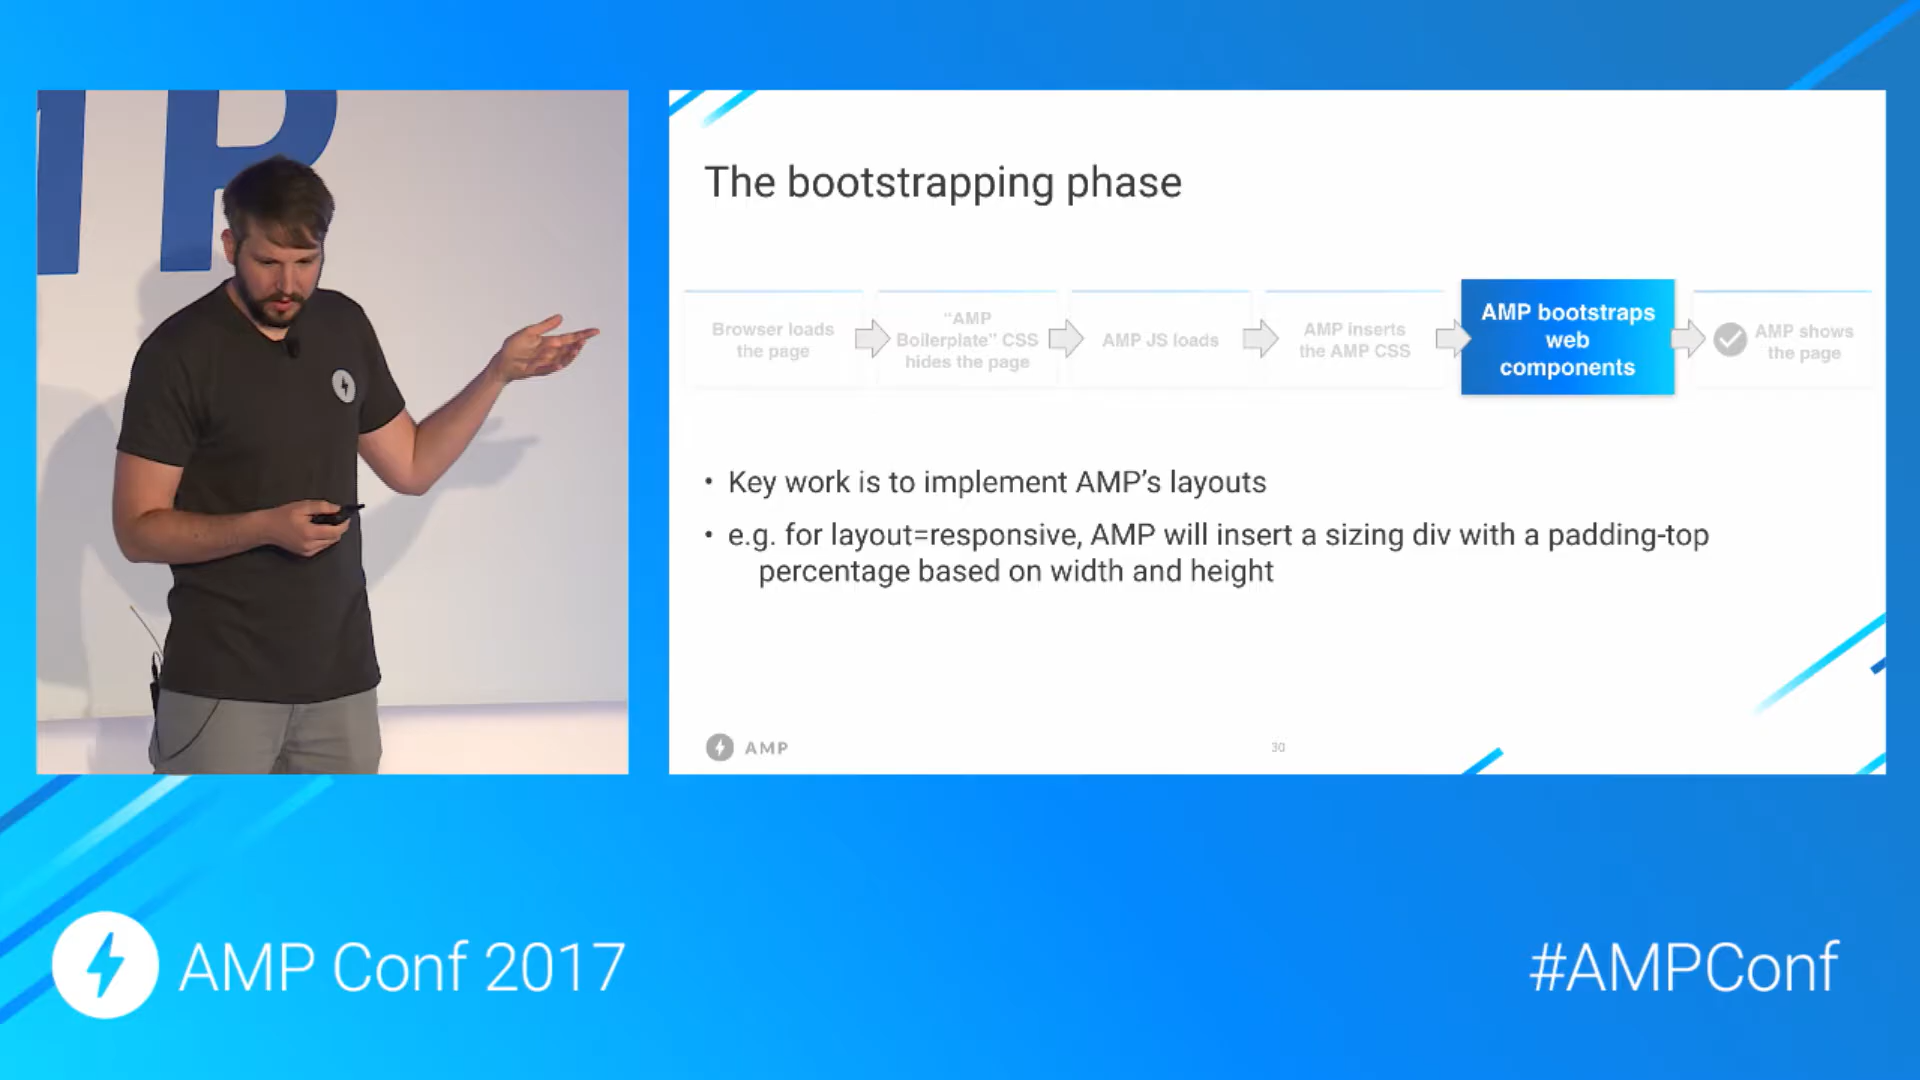 The bootstrapping phase
Browser loads
the page
“AMP
Boilerplate” CSS
hides the page
AMP JS loads
AMP inserts
the AMP CSS
AMP bootstraps
web
components
AMP shows
the page
• Key work is to implement AMP’s layouts
• e.g. for layout=responsive, AMP will insert a sizing div with a padding-top
percentage based on width and height
AMP
30
AMP Conf 2017
#AMPConf